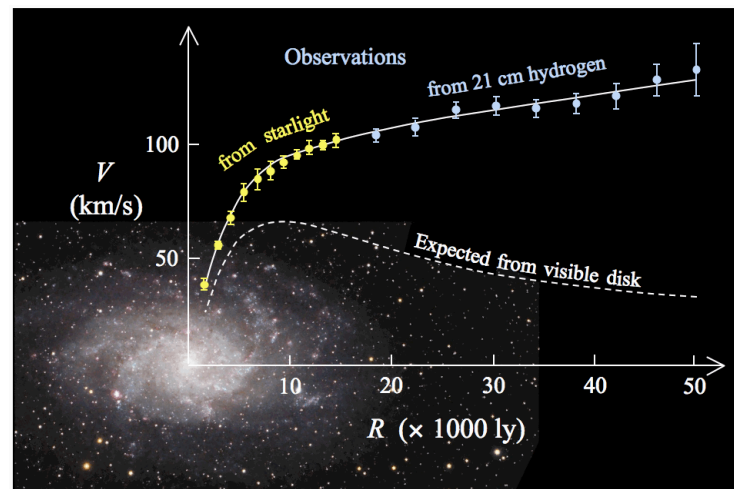 Observations
from 21 cm hydrogen
from starlight
100
V
(km/s)
50
Expected from visible disk
10
20
30
40
50
R (× 1000 ly)